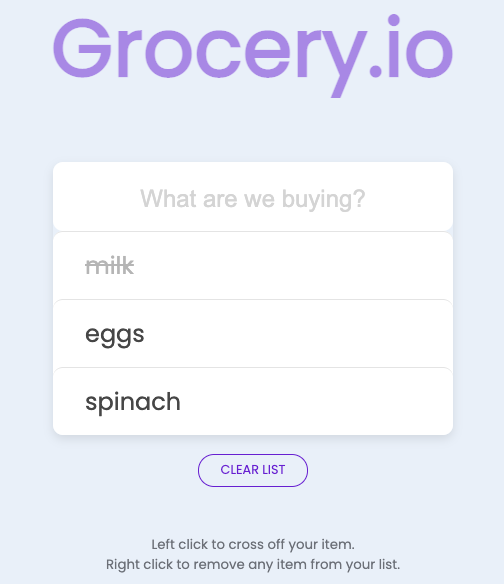 Grocery.io
What are we buying?
milk
eggs
spinach
CLEAR LIST
Left click to cross off your item.
Right click to remove any item from your list.